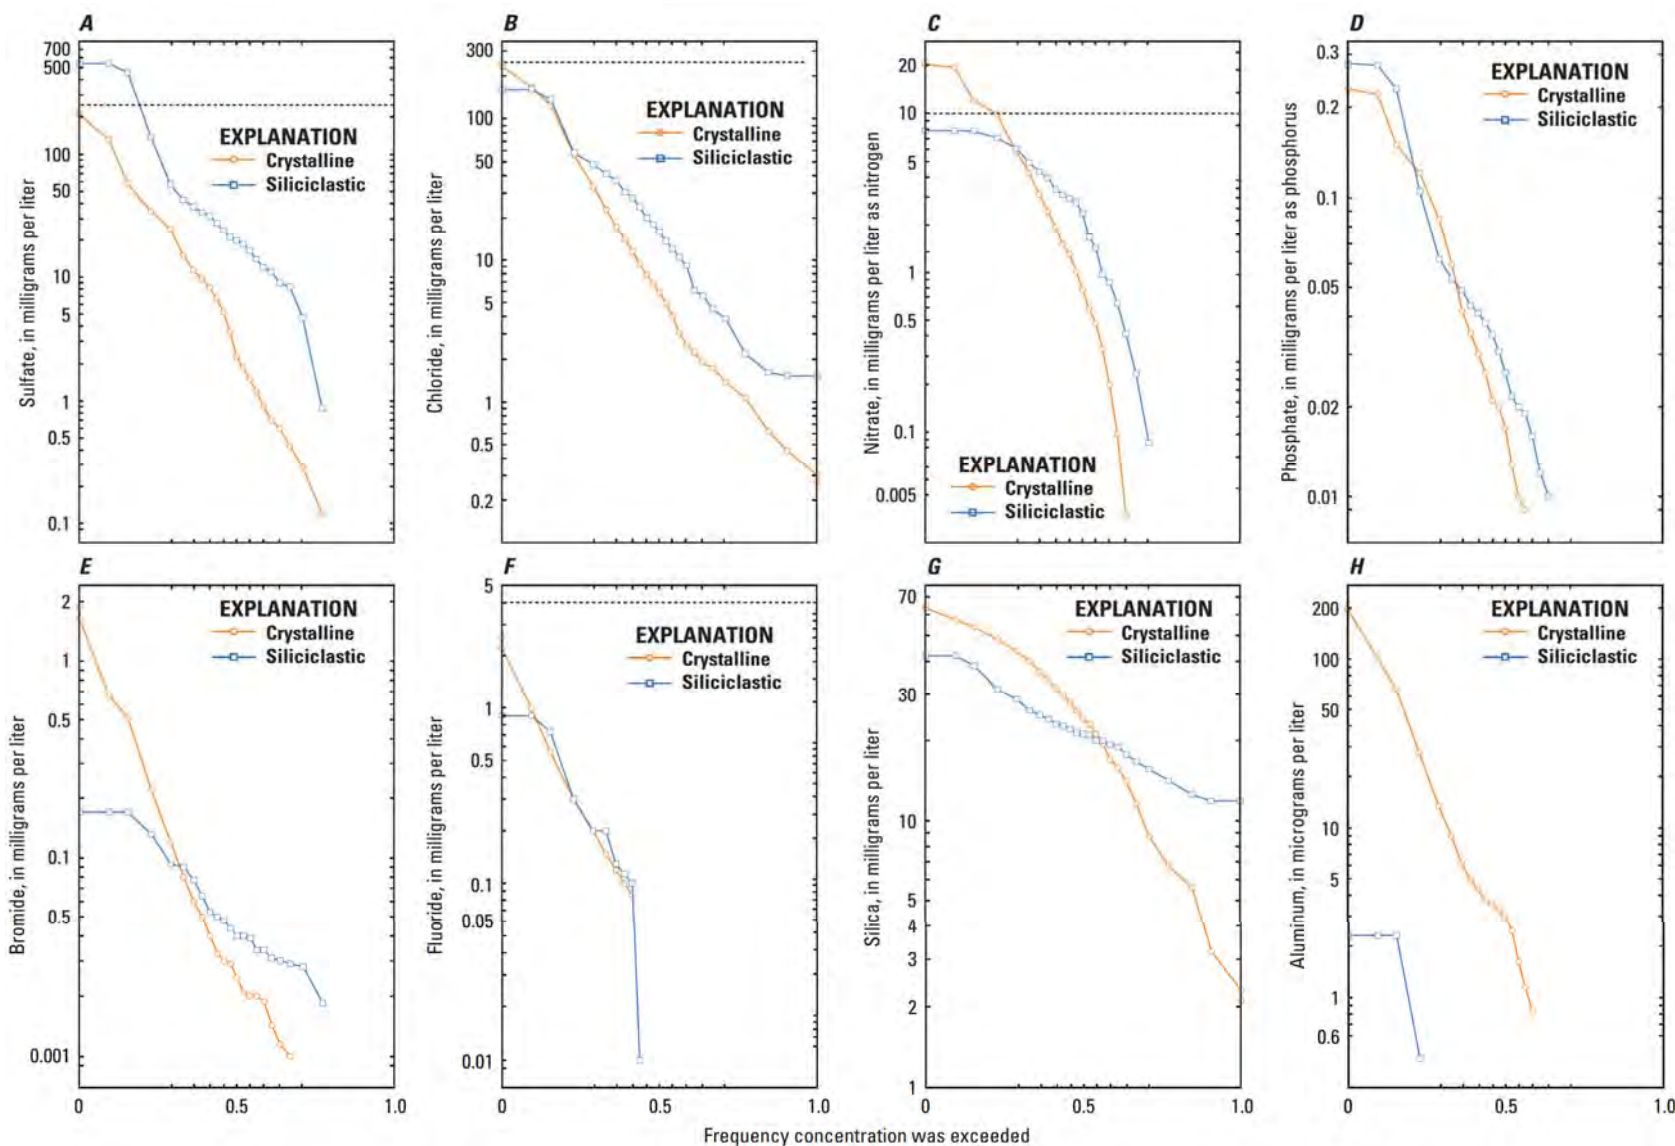 A
700
500
100
50
10
5
1
0.5
0.1
Sulfate, in milligrams per liter
EXPLANATION
Crystalline
Siliciclastic
B
300
100
50
10
5
1
0.5
0.2
Chloride, in milligrams per liter
EXPLANATION
Crystalline
Siliciclastic
C
20
10
5
1
0.5
0.1
0.005
Nitrate, in milligrams per liter as nitrogen
EXPLANATION
Crystalline
Siliciclastic
D
0.3
0.2
0.1
0.05
0.02
0.01
Phosphate, in milligrams per liter as phosphorus
EXPLANATION
Crystalline
Siliciclastic
E
2
1
0.5
0.1
0.5
0.001
Bromide, in milligrams per liter
EXPLANATION
Crystalline
Siliciclastic
0 0.5 1.0
F
5
1
0.5
0.1
0.05
0.01
Fluoride, in milligrams per liter
EXPLANATION
Crystalline
Siliciclastic
0 0.5 1.0
G
70
30
10
5
4
3
2
1
Silica, in milligrams per liter
EXPLANATION
Crystalline
Siliciclastic
0 0.5 1.0
H
200
100
50
10
5
1
0.6
Aluminum, in micrograms per liter
EXPLANATION
Crystalline
Siliciclastic
0 0.5 1.0
Frequency concentration was exceeded